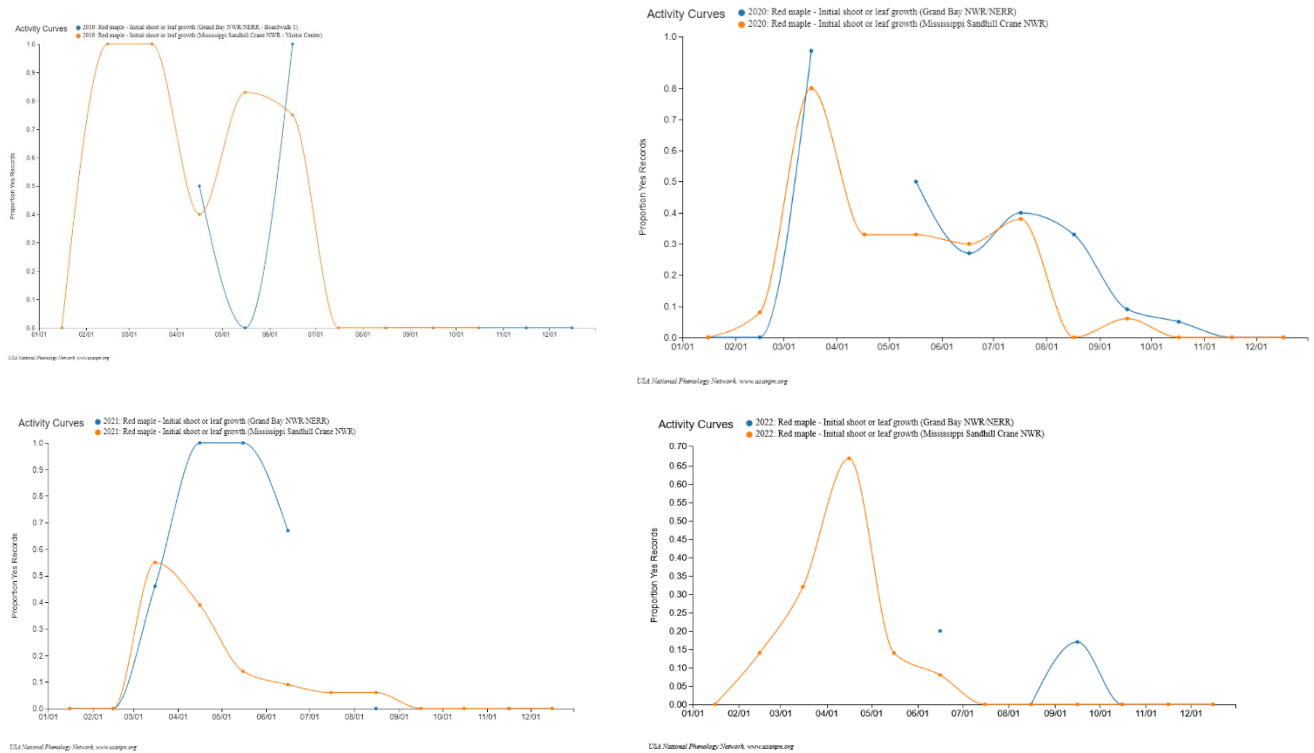 Activity Curves
2019: Red maple - Initial shoot or leaf growth (Grand Bay NWR/NERR - Boardwalk 1)
2019: Red maple - Initial shoot or leaf growth (Mississippi Sandhill Crane NWR - Visitor Center)
Proportion Yes Records
1.0
0.9
0.8
0.7
0.6
0.5
0.4
0.3
0.2
0.1
0.0
01/01 02/01 03/01 04/01 05/01 06/01 07/01 08/01 09/01 10/01 11/01 12/01
USA National Phenology Network, www.usanpn.org
Activity Curves
2020: Red maple - Initial shoot or leaf growth (Grand Bay NWR/NERR)
2020: Red maple - Initial shoot or leaf growth (Mississippi Sandhill Crane NWR)
Proportion Yes Records
1.0
0.9
0.8
0.7
0.6
0.5
0.4
0.3
0.2
0.1
0.0
01/01 02/01 03/01 04/01 05/01 06/01 07/01 08/01 09/01 10/01 11/01 12/01
USA National Phenology Network, www.usanpn.org
Activity Curves
2021: Red maple - Initial shoot or leaf growth (Grand Bay NWR/NERR)
2021: Red maple - Initial shoot or leaf growth (Mississippi Sandhill Crane NWR)
Proportion Yes Records
1.0
0.9
0.8
0.7
0.6
0.5
0.4
0.3
0.2
0.1
0.0
01/01 02/01 03/01 04/01 05/01 06/01 07/01 08/01 09/01 10/01 11/01 12/01
USA National Phenology Network, www.usanpn.org
Activity Curves
2022: Red maple - Initial shoot or leaf growth (Grand Bay NWR/NERR)
2022: Red maple - Initial shoot or leaf growth (Mississippi Sandhill Crane NWR)
Proportion Yes Records
0.70
0.65
0.60
0.55
0.50
0.45
0.40
0.35
0.30
0.25
0.20
0.15
0.10
0.05
0.00
01/01 02/01 03/01 04/01 05/01 06/01 07/01 08/01 09/01 10/01 11/01 12/01
USA National Phenology Network, www.usanpn.org